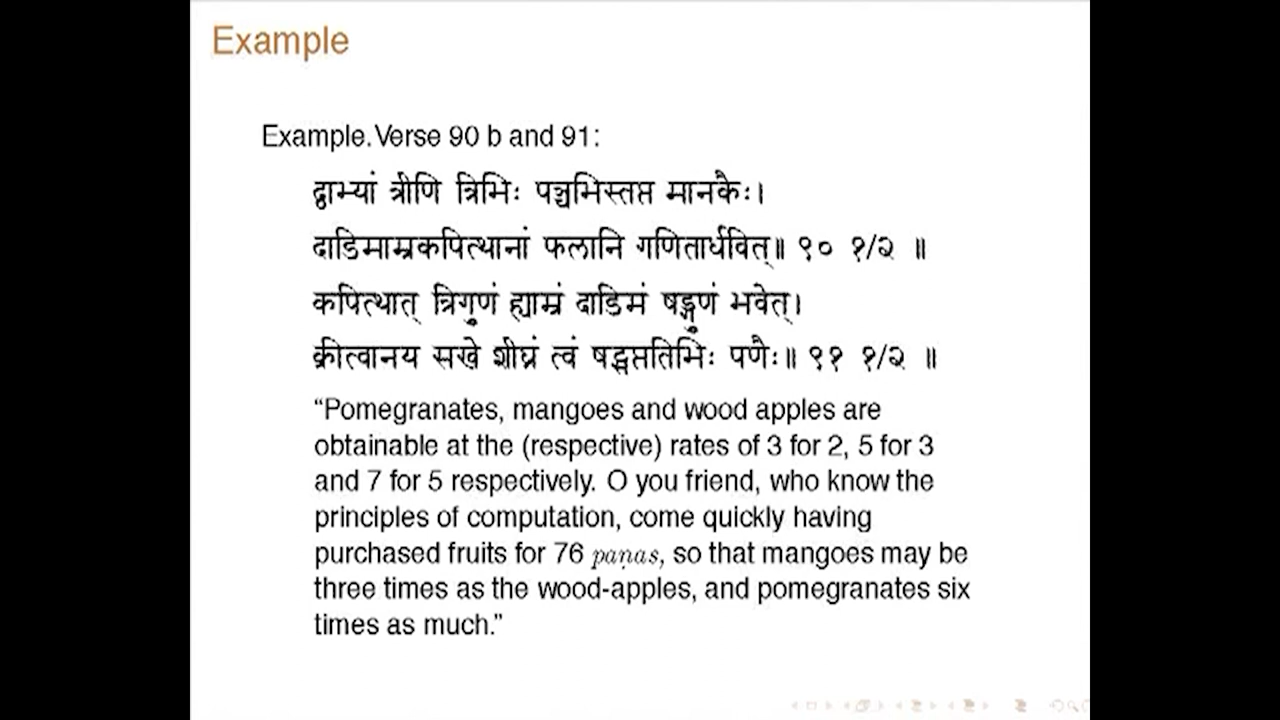 Example
Example. Verse 90 b and 91:
द्वाभ्यां त्रीणि त्रिभिः पञ्चभिस्तप्त मानकैः।
दाडिमाम्रकपित्थानां फलानि गणितार्धवित्॥ ९० १/२ ॥
कपित्थात् त्रिगुणं ह्याम्रं दाडिमं षड्गुणं भवेत्।
क्रीत्वानय सखे शीघ्रं त्वं षद्भप्ततिभिः पणैः॥ ९१ १/२ ॥
“Pomegranates, mangoes and wood apples are
obtainable at the (respective) rates of 3 for 2, 5 for 3
and 7 for 5 respectively. O you friend, who know the
principles of computation, come quickly having
purchased fruits for 76 paṇas, so that mangoes may be
three times as the wood-apples, and pomegranates six
times as much.”